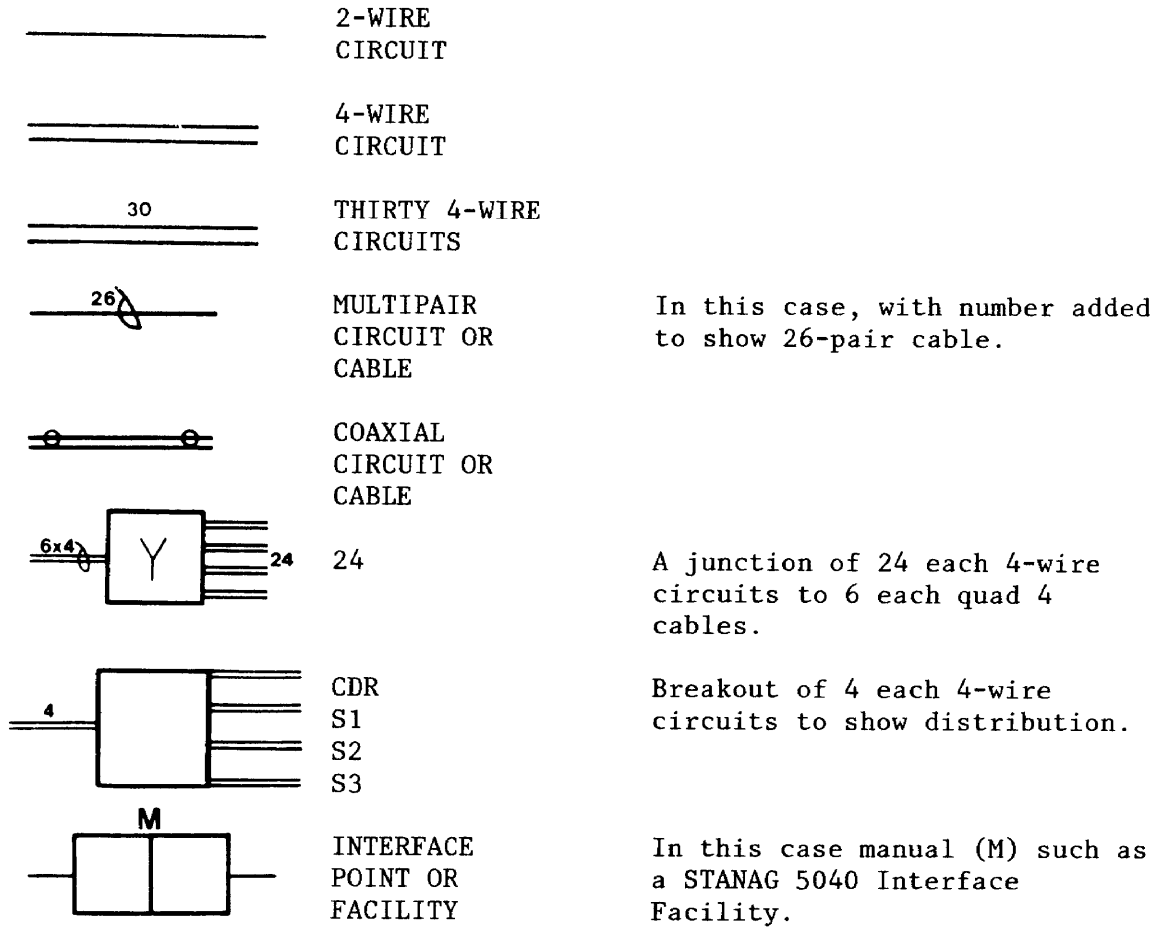 2-WIRE
CIRCUIT
4-WIRE
CIRCUIT
30
THIRTY 4-WIRE
CIRCUITS
26
MULTIPAIR
CIRCUIT OR
CABLE
In this case, with number added
to show 26-pair cable.
COAXIAL
CIRCUIT OR
CABLE
6x4
Y
24
24
A junction of 24 each 4-wire
circuits to 6 each quad 4
cables.
4
CDR
S1
S2
S3
Breakout of 4 each 4-wire
circuits to show distribution.
M
INTERFACE
POINT OR
FACILITY
In this case manual (M) such as
a STANAG 5040 Interface
Facility.